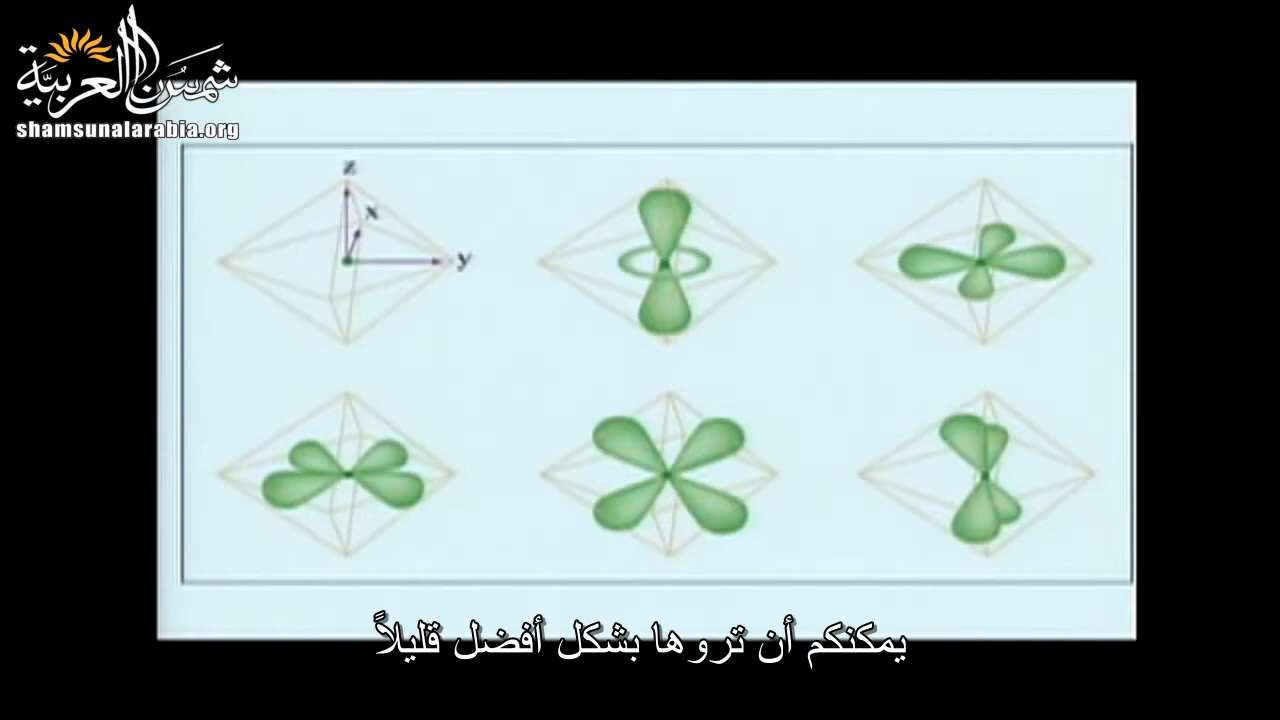 شمس العربية
shamsunalarabia.org
z
x
y
يمكنكم أن تروها بشكل أفضل قليلاً